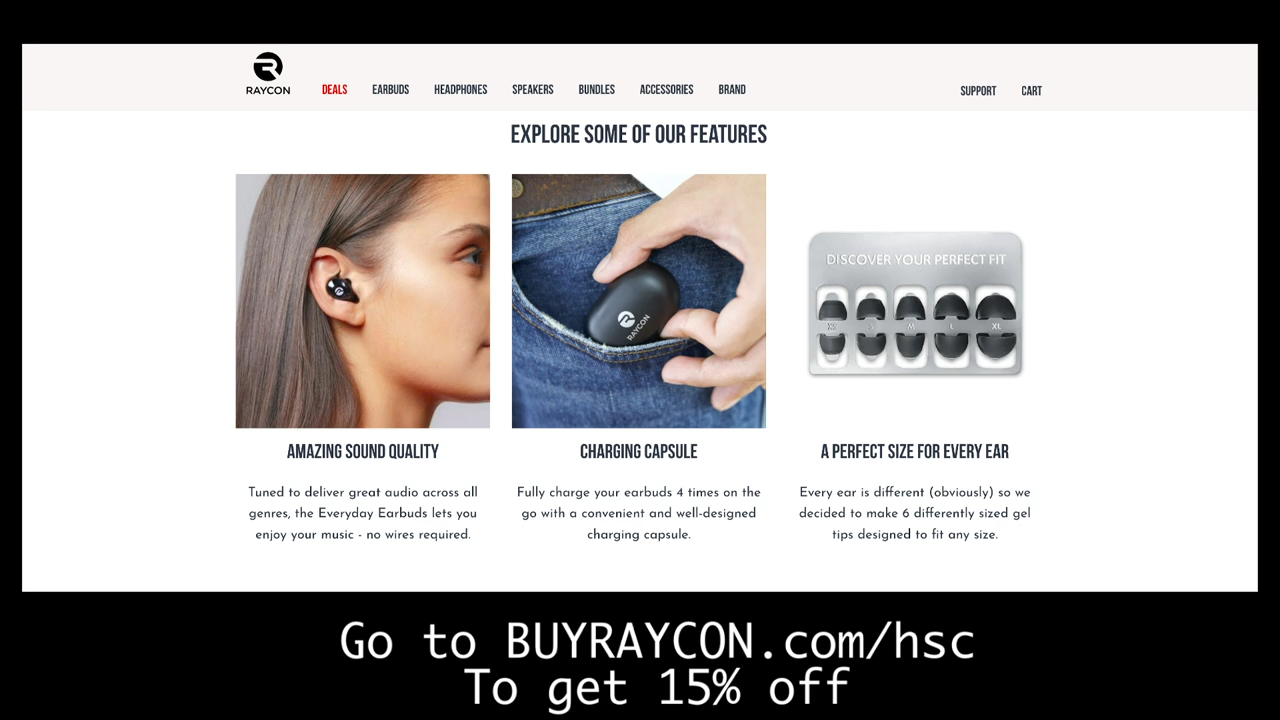 RAYCON
DEALS EARBUDS HEADPHONES SPEAKERS BUNDLES ACCESSORIES BRAND SUPPORT CART
EXPLORE SOME OF OUR FEATURES
RAYCON
DISCOVER YOUR PERFECT FIT
XS S M L XL
AMAZING SOUND QUALITY
Tuned to deliver great audio across all
genres, the Everyday Earbuds lets you
enjoy your music - no wires required.
CHARGING CAPSULE
Fully charge your earbuds 4 times on the
go with a convenient and well-designed
charging capsule.
A PERFECT SIZE FOR EVERY EAR
Every ear is different (obviously) so we
decided to make 6 differently sized gel
tips designed to fit any size.
Go to BUYRAYCON.com/hsc
To get 15% off